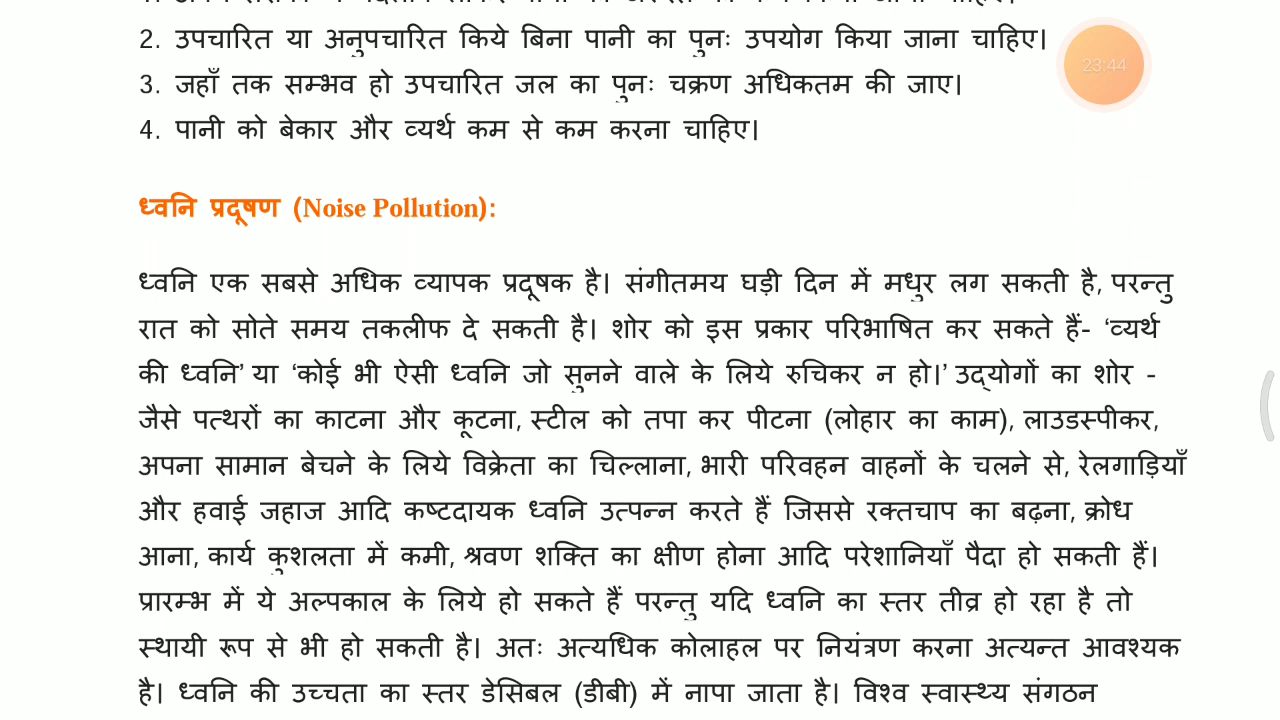 2. उपचारित या अनुपचारित किये बिना पानी का पुनः उपयोग किया जाना चाहिए।
23:44
3. जहाँ तक सम्भव हो उपचारित जल का पुनः चक्रण अधिकतम की जाए।
4. पानी को बेकार और व्यर्थ कम से कम करना चाहिए।
ध्वनि प्रदूषण (Noise Pollution):
ध्वनि एक सबसे अधिक व्यापक प्रदूषक है। संगीतमय घड़ी दिन में मधुर लग सकती है, परन्तु
रात को सोते समय तकलीफ दे सकती है। शोर को इस प्रकार परिभाषित कर सकते हैं- ‘व्यर्थ
की ध्वनि’ या ‘कोई भी ऐसी ध्वनि जो सुनने वाले के लिये रुचिकर न हो।’ उद्योगों का शोर -
जैसे पत्थरों का काटना और कूटना, स्टील को तपा कर पीटना (लोहार का काम), लाउडस्पीकर,
अपना सामान बेचने के लिये विक्रेता का चिल्लाना, भारी परिवहन वाहनों के चलने से, रेलगाड़ियाँ
और हवाई जहाज आदि कष्टदायक ध्वनि उत्पन्न करते हैं जिससे रक्तचाप का बढ़ना, क्रोध
आना, कार्य कुशलता में कमी, श्रवण शक्ति का क्षीण होना आदि परेशानियाँ पैदा हो सकती हैं।
प्रारम्भ में ये अल्पकाल के लिये हो सकते हैं परन्तु यदि ध्वनि का स्तर तीव्र हो रहा है तो
स्थायी रूप से भी हो सकती है। अतः अत्यधिक कोलाहल पर नियंत्रण करना अत्यन्त आवश्यक
है। ध्वनि की उच्चता का स्तर डेसिबल (डीबी) में नापा जाता है। विश्व स्वास्थ्य संगठन